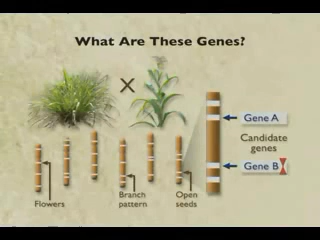 What Are These Genes?
X
Gene A
Candidate
genes
Gene B
Flowers
Branch
pattern
Open
seeds